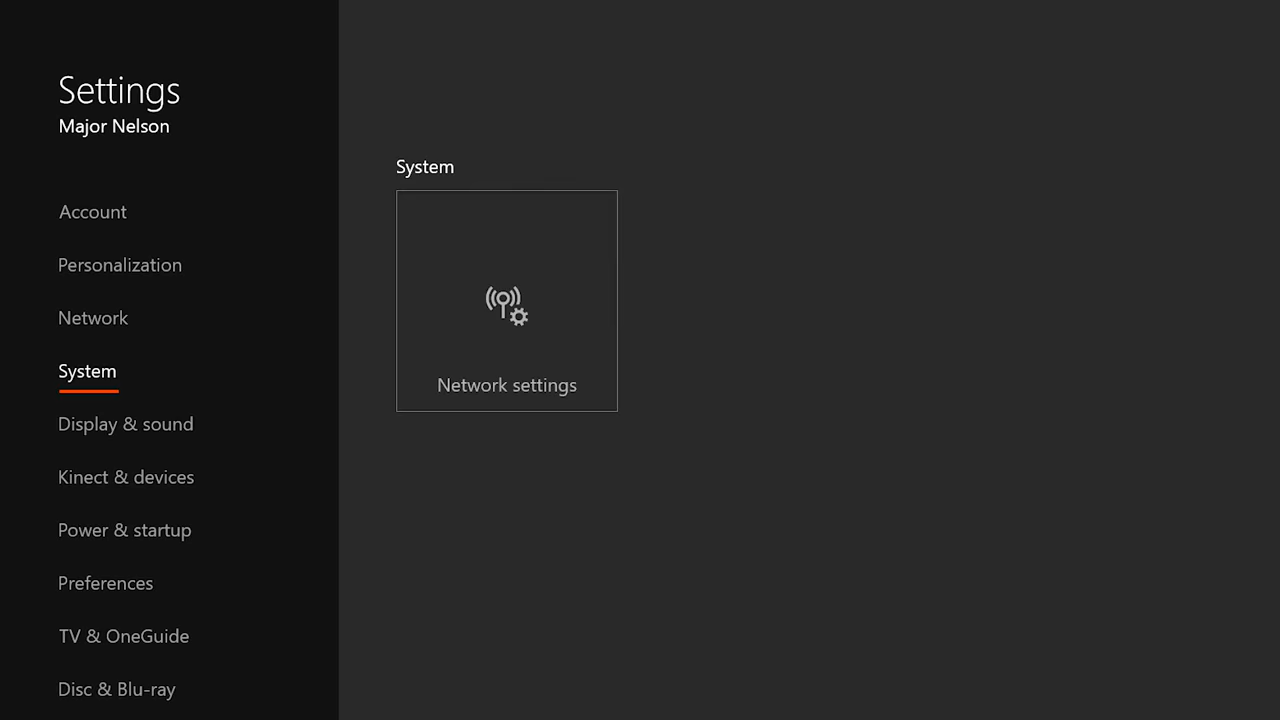 Settings
Major Nelson
Account
Personalization
Network
System
Display & sound
Kinect & devices
Power & startup
Preferences
TV & OneGuide
Disc & Blu-ray
System
Network settings